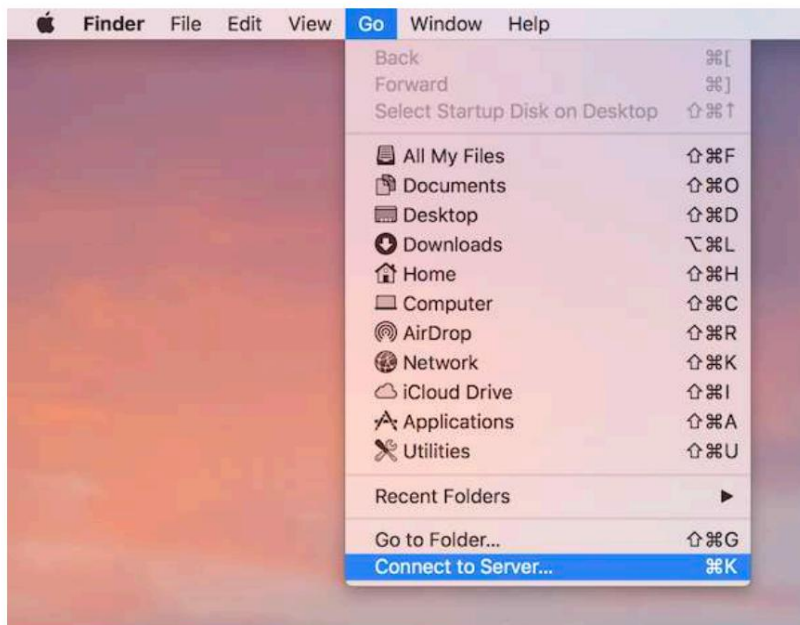 Finder File Edit View Go Window Help
Back ⌘[
Forward ⌘]
Select Startup Disk on Desktop ⇧⌘↑
All My Files ⇧⌘F
Documents ⇧⌘O
Desktop ⇧⌘D
Downloads ⌥⌘L
Home ⇧⌘H
Computer ⇧⌘C
AirDrop ⇧⌘R
Network ⇧⌘K
iCloud Drive ⇧⌘I
Applications ⇧⌘A
Utilities ⇧⌘U
Recent Folders ▶
Go to Folder... ⇧⌘G
Connect to Server... ⌘K